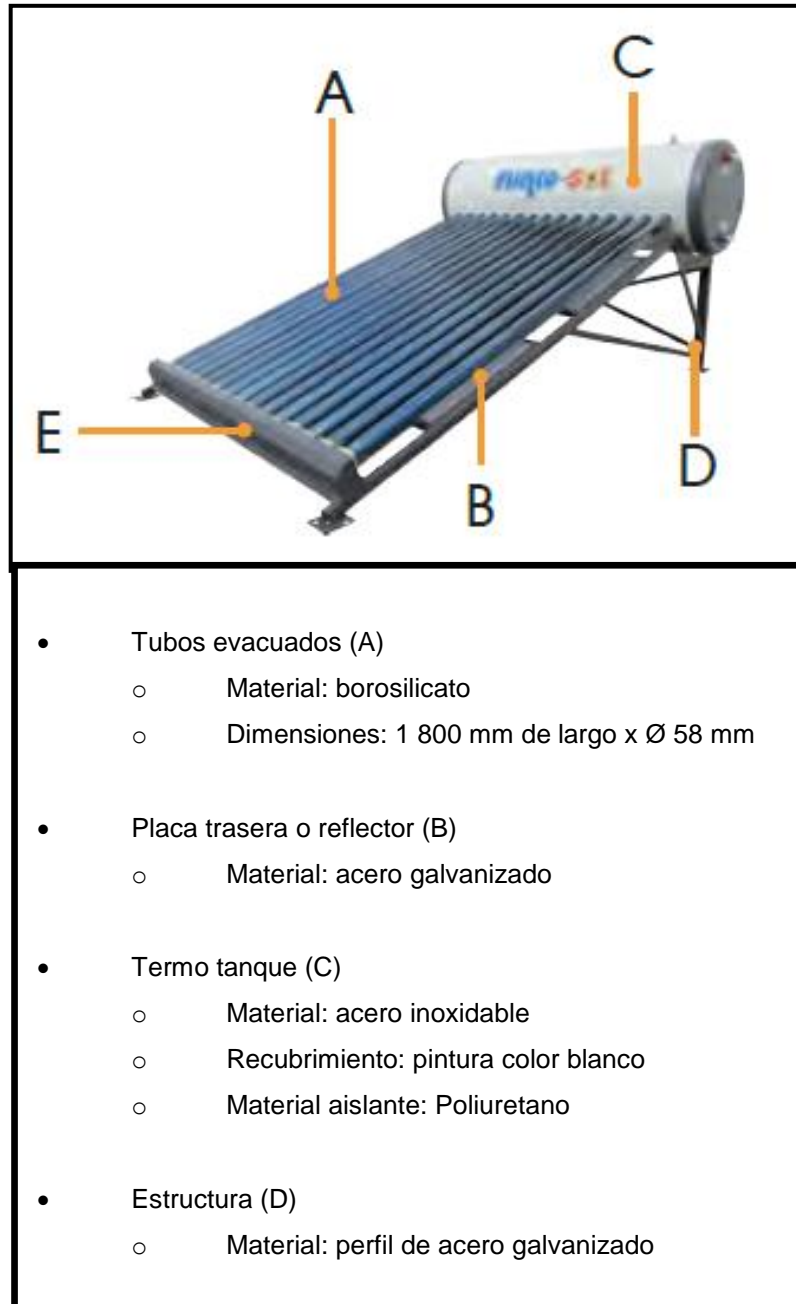 A
C
E
B
D
• Tubos evacuados (A)
o Material: borosilicato
o Dimensiones: 1 800 mm de largo x Ø 58 mm
• Placa trasera o reflector (B)
o Material: acero galvanizado
• Termo tanque (C)
o Material: acero inoxidable
o Recubrimiento: pintura color blanco
o Material aislante: Poliuretano
• Estructura (D)
o Material: perfil de acero galvanizado